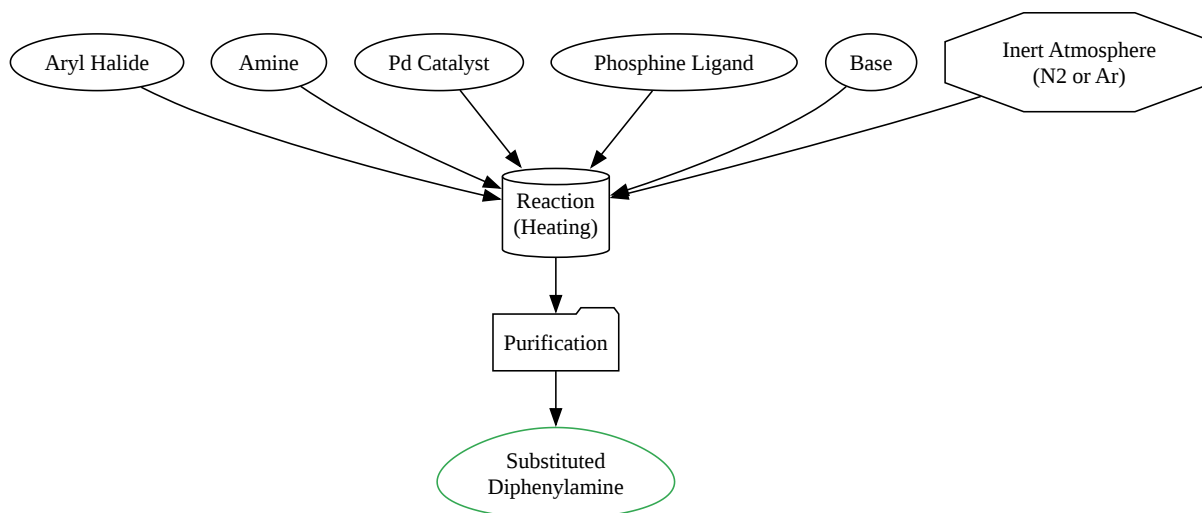 Aryl Halide
Amine
Pd Catalyst
Phosphine Ligand
Base
Inert Atmosphere
(N2 or Ar)
Reaction
(Heating)
Purification
Substituted
Diphenylamine